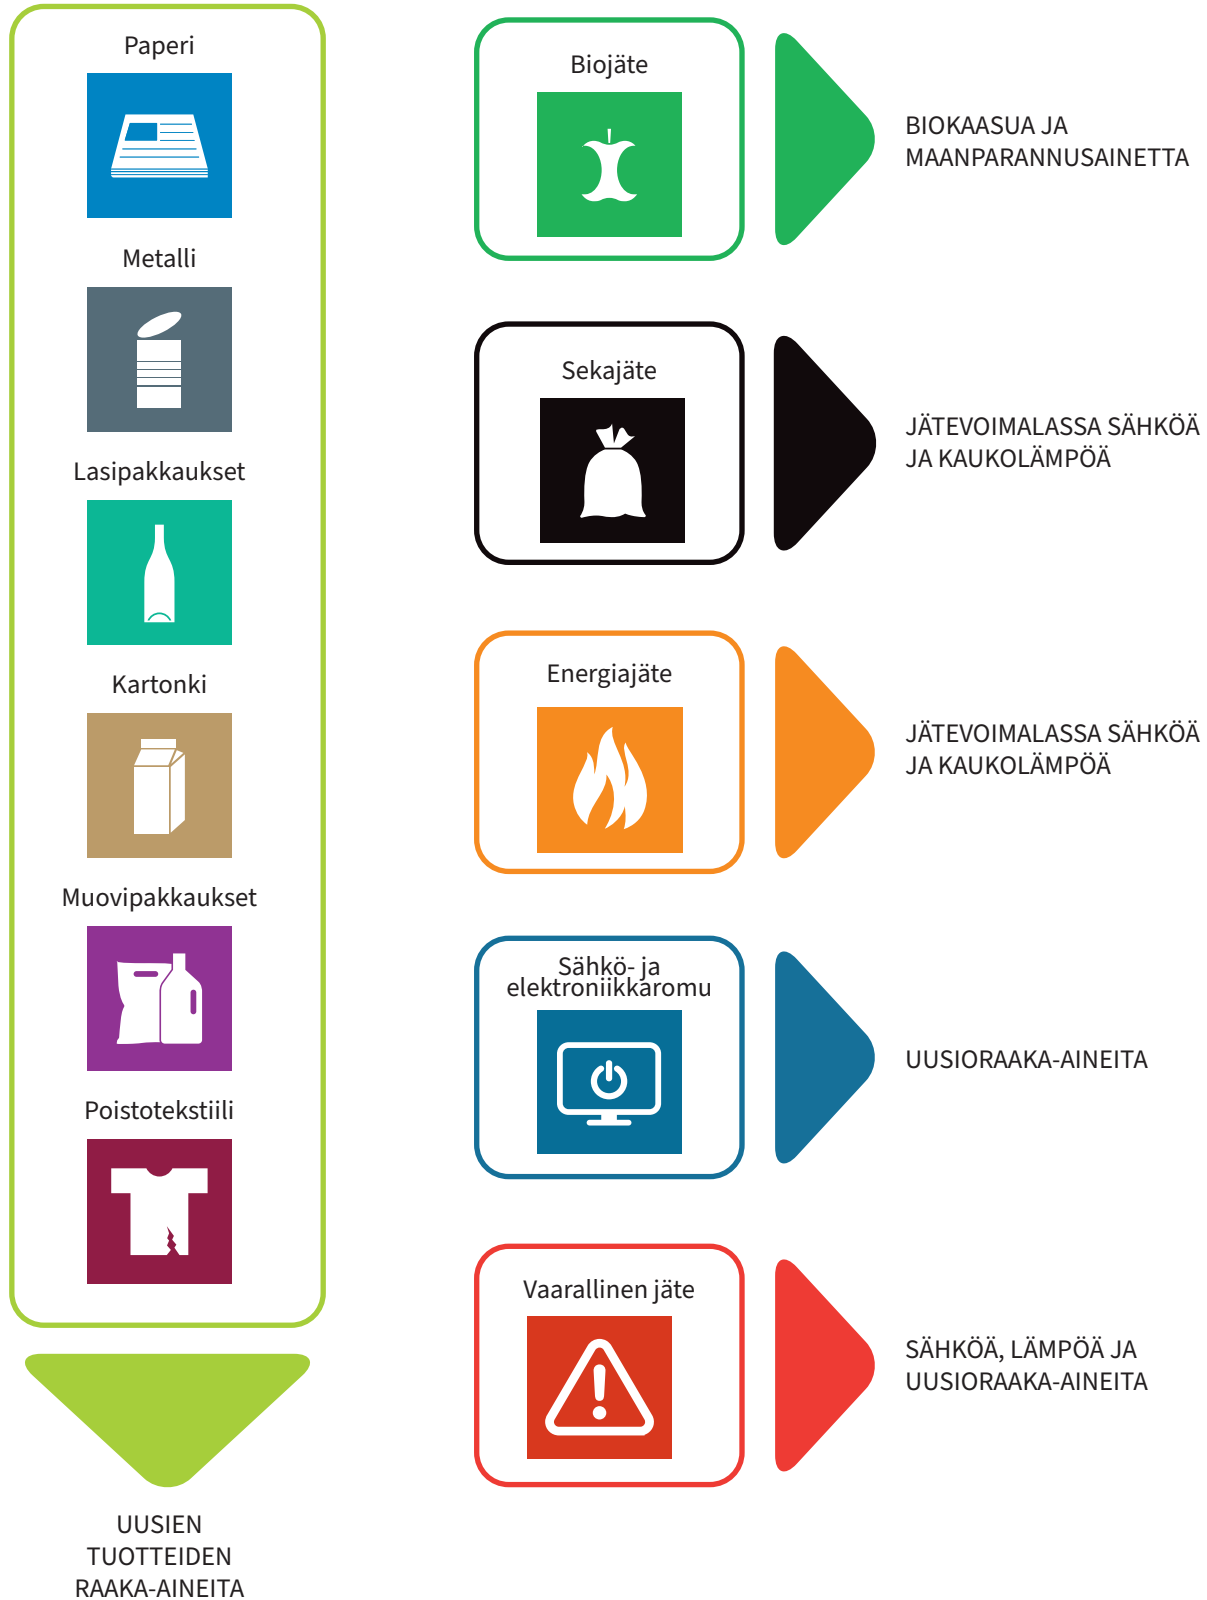 Paperi
Metalli
Lasipakkaukset
Kartonki
Muovipakkaukset
Poistotekstiili
UUSIEN
TUOTTEIDEN
RAAKA-AINEITA
Biojäte
BIOKAASUA JA
MAANPARANNUSAINETTA
Sekajäte
JÄTEVOIMALASSA SÄHKÖÄ
JA KAUKOLÄMPÖÄ
Energiajäte
JÄTEVOIMALASSA SÄHKÖÄ
JA KAUKOLÄMPÖÄ
Sähkö- ja
elektroniikkaromu
UUSIORAAKA-AINEITA
Vaarallinen jäte
SÄHKÖÄ, LÄMPÖÄ JA
UUSIORAAKA-AINEITA